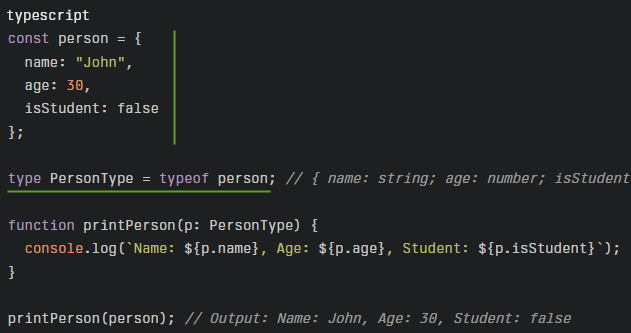 typescript
const person = {
  name: "John",
  age: 30,
  isStudent: false
};
type PersonType = typeof person; // { name: string; age: number; isStudent
function printPerson(p: PersonType) {
  console.log(`Name: ${p.name}, Age: ${p.age}, Student: ${p.isStudent}`);
}
printPerson(person); // Output: Name: John, Age: 30, Student: false